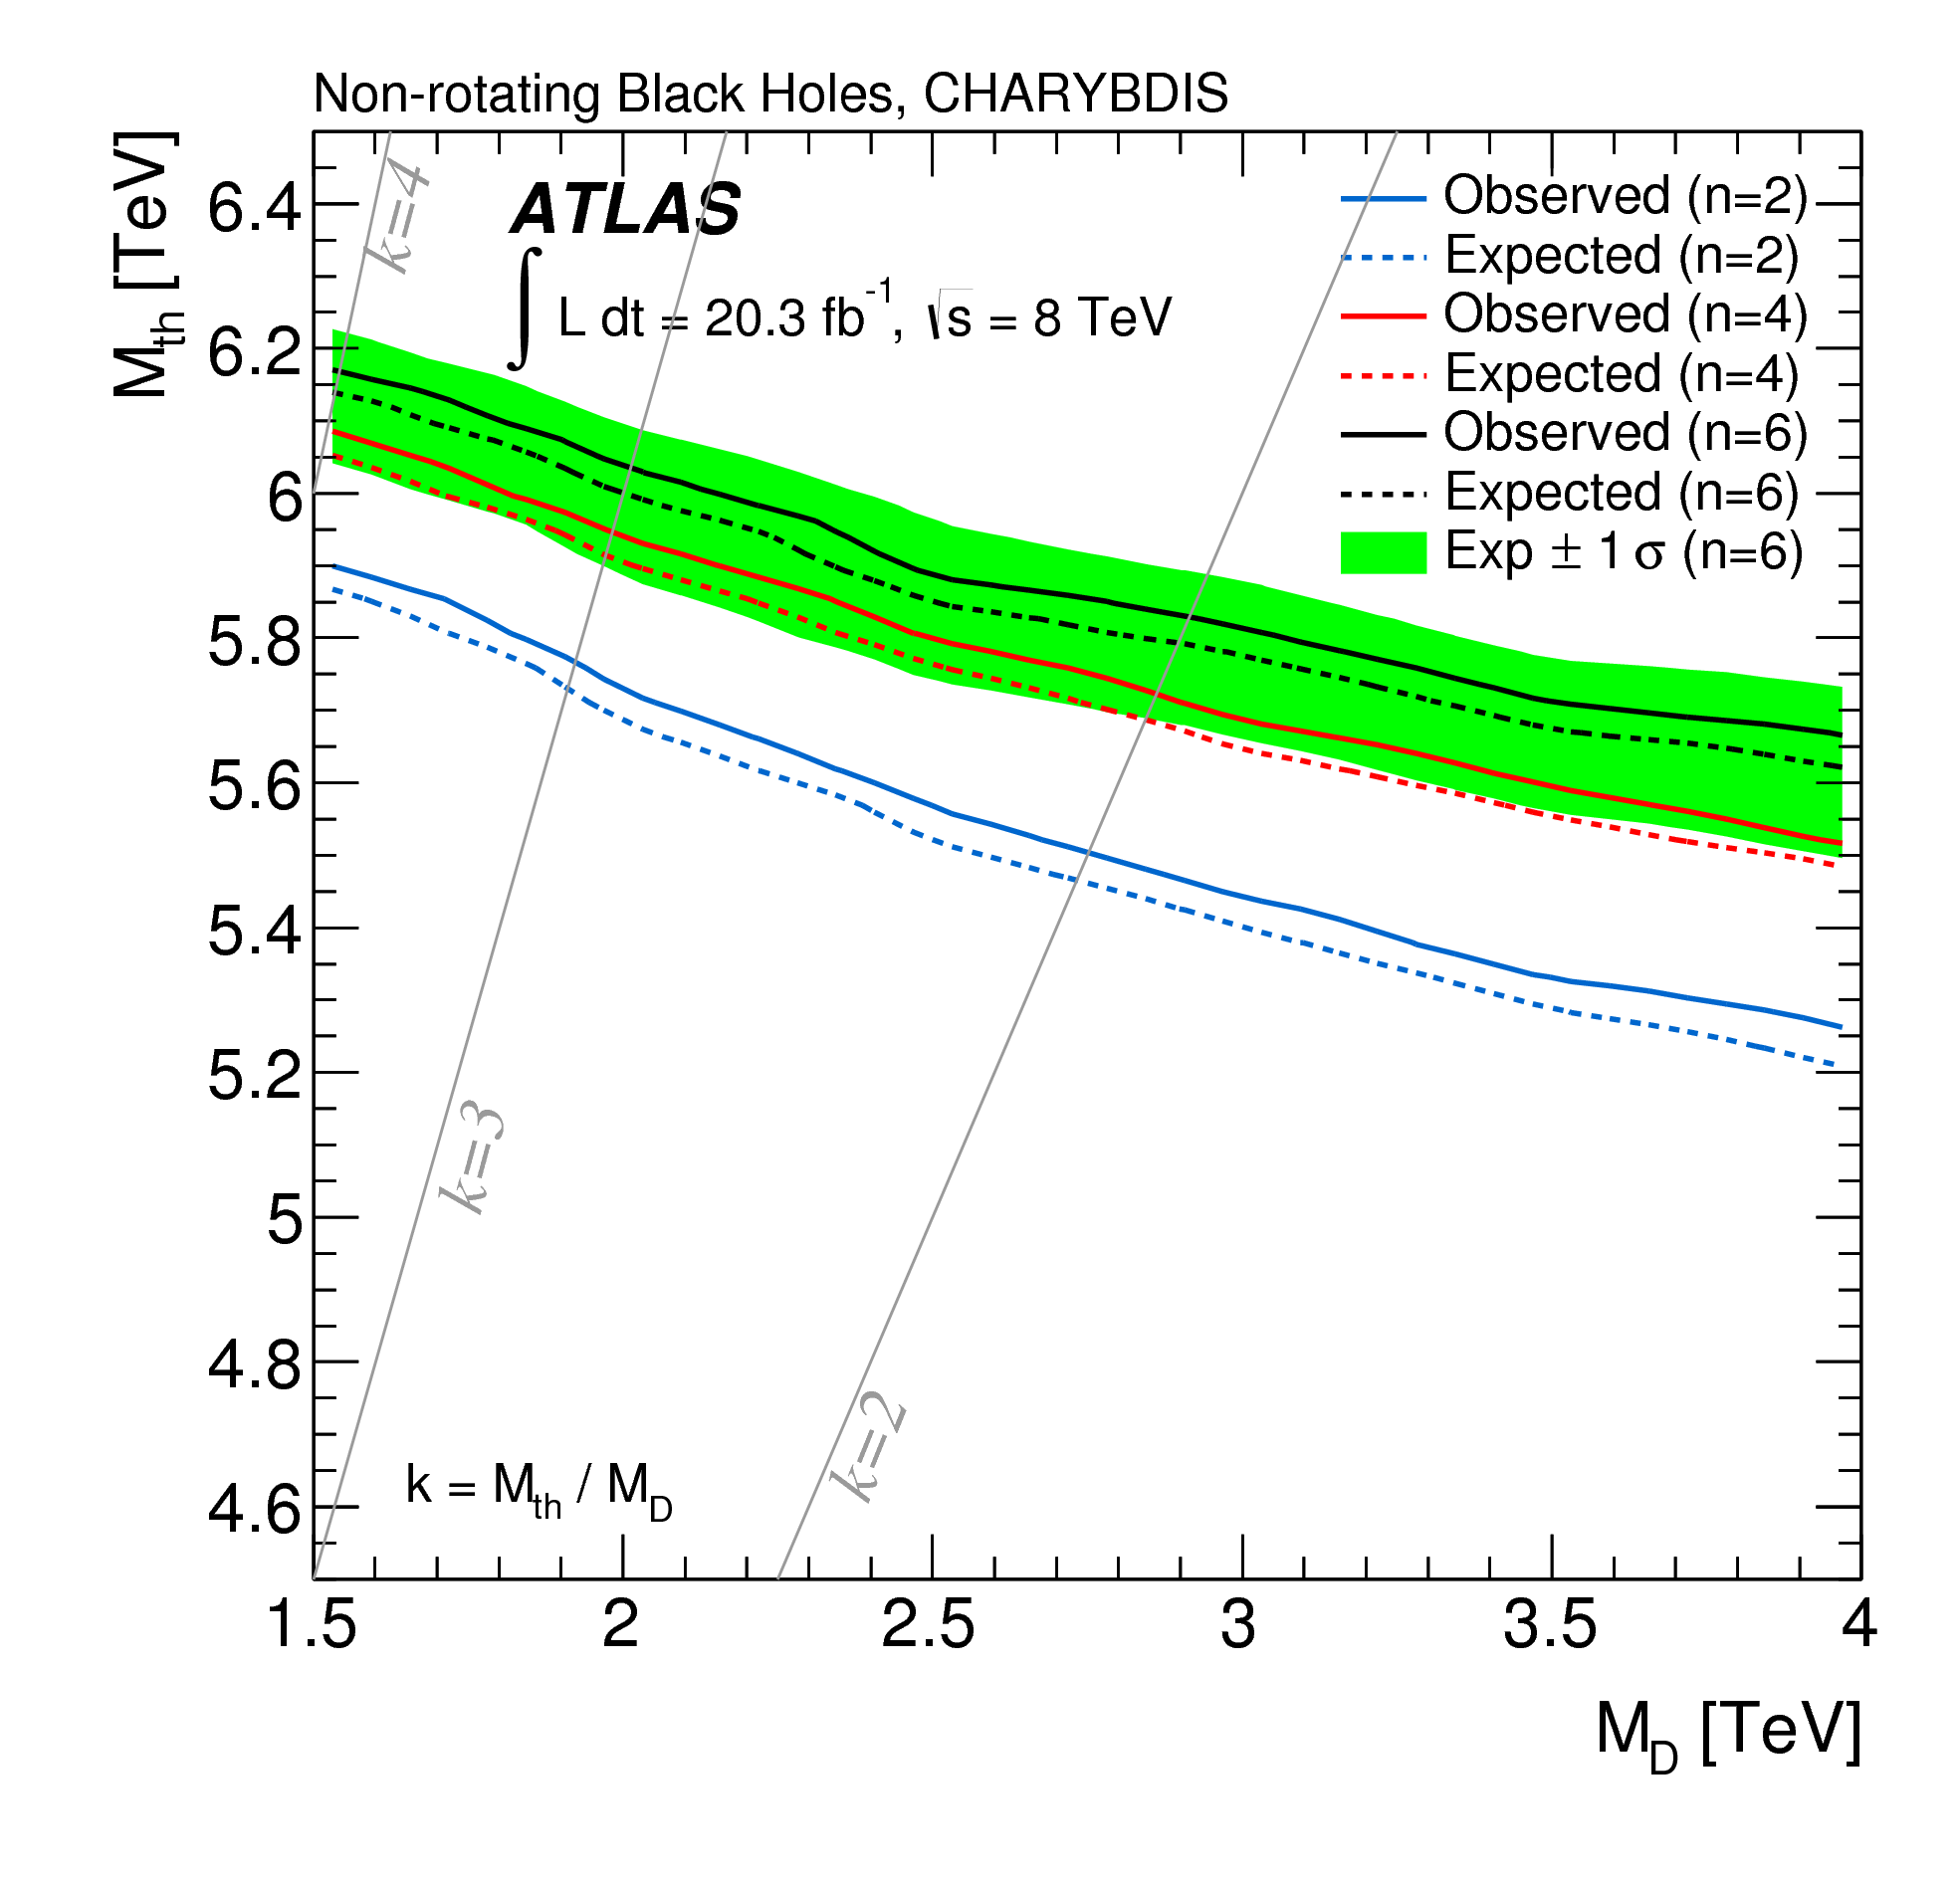 Non-rotating Black Holes, CHARYBDIS
M_th [TeV]
ATLAS
∫ L dt = 20.3 fb^-1, √s = 8 TeV
Observed (n=2)
Expected (n=2)
Observed (n=4)
Expected (n=4)
Observed (n=6)
Expected (n=6)
Exp ± 1 σ (n=6)
k=4
k=3
k=2
k = M_th / M_D
6.4
6.2
6
5.8
5.6
5.4
5.2
5
4.8
4.6
1.5 2 2.5 3 3.5 4
M_D [TeV]